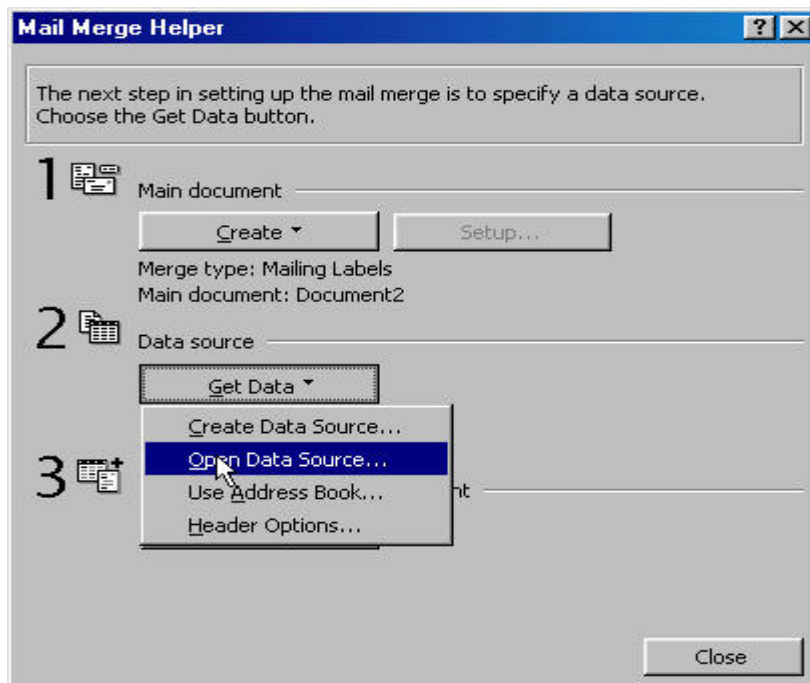 Mail Merge Helper
The next step in setting up the mail merge is to specify a data source.
Choose the Get Data button.
1
Main document
Create
Setup...
Merge type: Mailing Labels
Main document: Document2
2
Data source
Get Data
Create Data Source...
Open Data Source...
3
Use Address Book...
Header Options...
Close